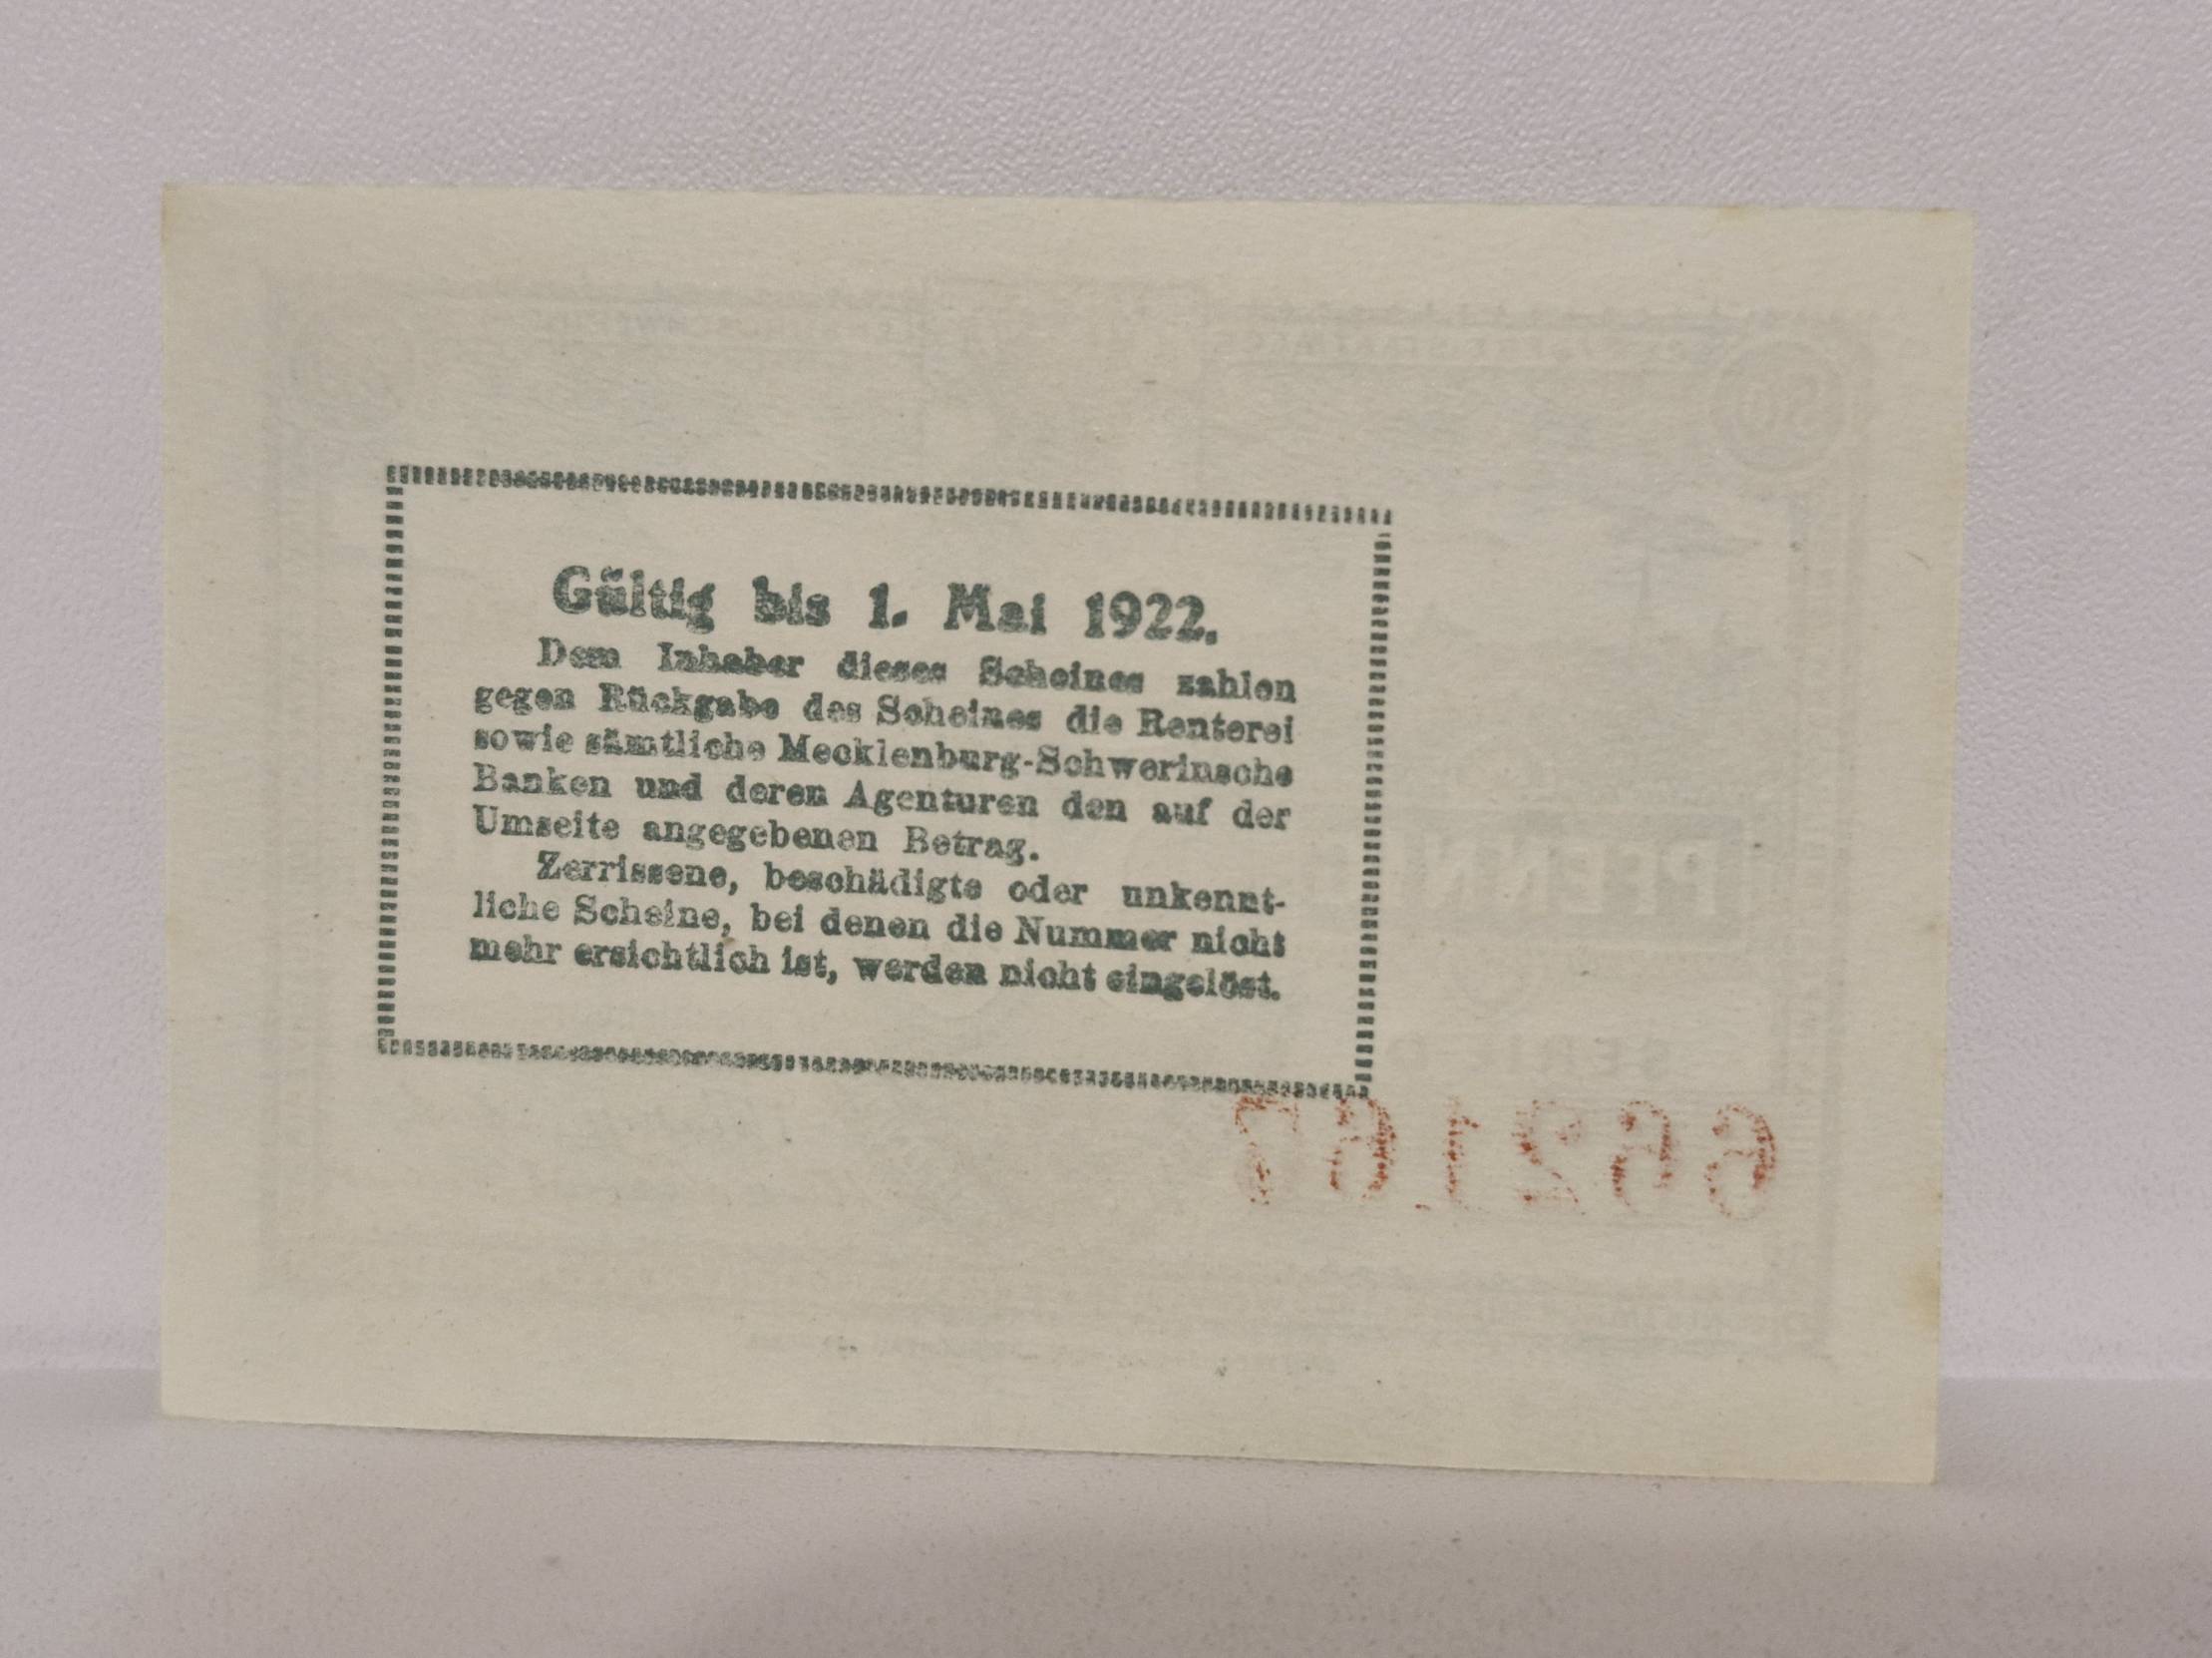 Gültig bis 1. Mai 1922.
Dem Inhaber dieses Scheines zahlen
gegen Rückgabe des Scheines die Renterei
sowie sämtliche Mecklenburg-Schwerinsche
Banken und deren Agenturen den auf der
Umseite angegebenen Betrag.
Zerrissene, beschädigte oder unkennt-
liche Scheine, bei denen die Nummer nicht
mehr ersichtlich ist, werden nicht eingelöst.